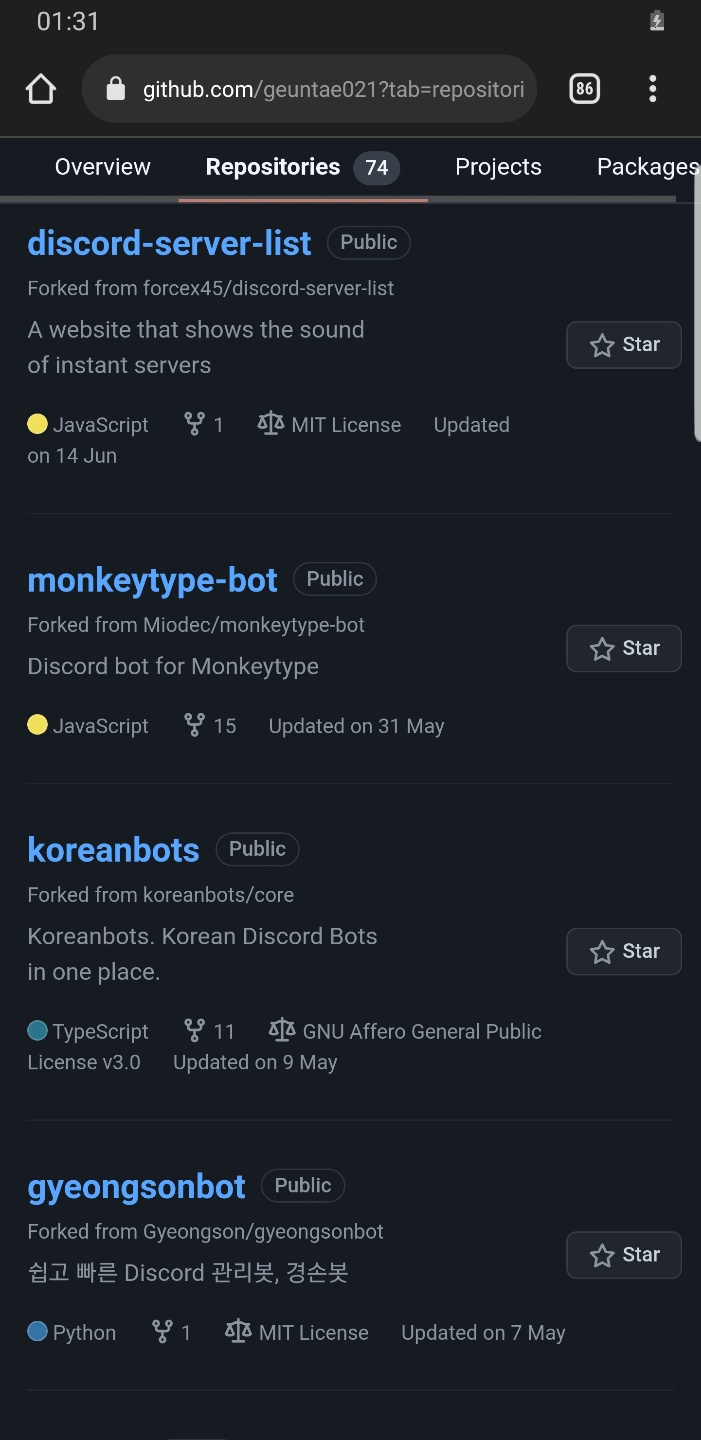 01:31
github.com/geuntae021?tab=repositori
86
Overview Repositories 74 Projects Packages
discord-server-list Public
Forked from forcex45/discord-server-list
A website that shows the sound
of instant servers
Star
JavaScript 1 MIT License Updated
on 14 Jun
monkeytype-bot Public
Forked from Miodec/monkeytype-bot
Discord bot for Monkeytype
Star
JavaScript 15 Updated on 31 May
koreanbots Public
Forked from koreanbots/core
Koreanbots. Korean Discord Bots
in one place.
Star
TypeScript 11 GNU Affero General Public
License v3.0 Updated on 9 May
gyeongsonbot Public
Forked from Gyeongson/gyeongsonbot
쉽고 빠른 Discord 관리봇, 경손봇
Star
Python 1 MIT License Updated on 7 May